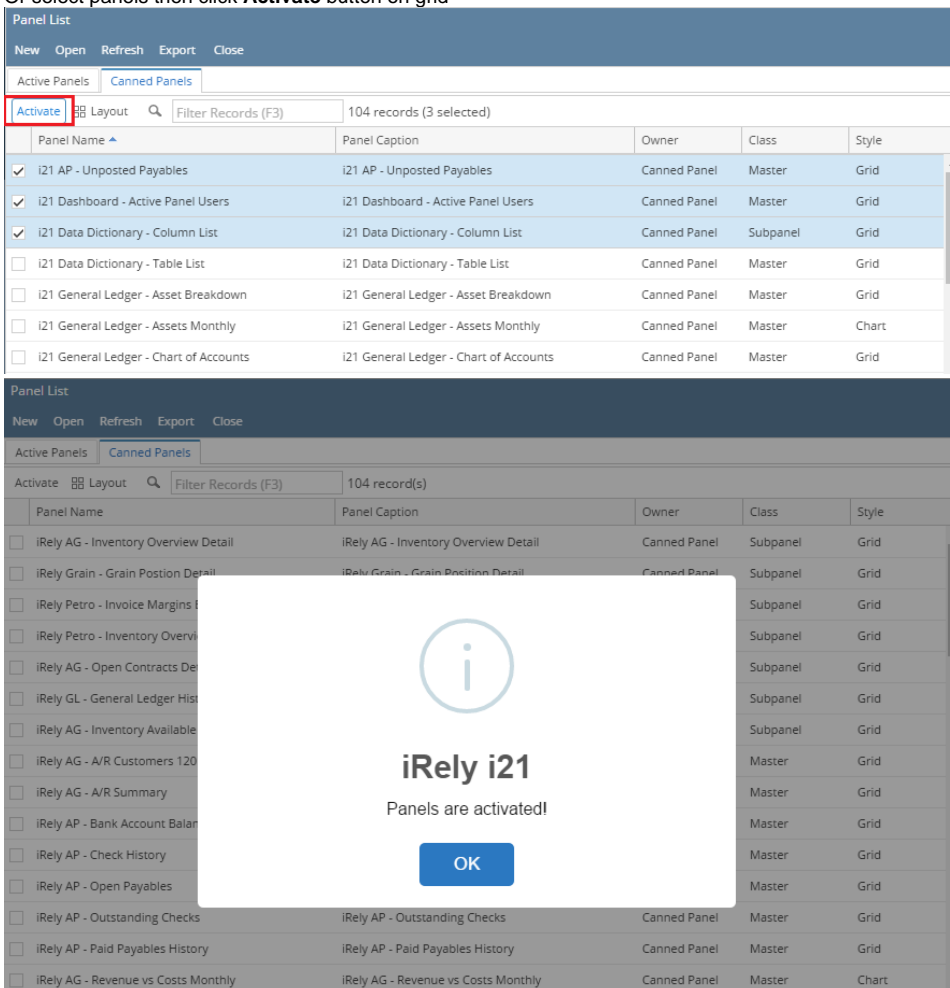 Or select panels then click Activate button on grid
Panel List
New Open Refresh Export Close
Active Panels Canned Panels
Activate Layout Filter Records (F3) 104 records (3 selected)
Panel Name Panel Caption Owner Class Style
i21 AP - Unposted Payables i21 AP - Unposted Payables Canned Panel Master Grid
i21 Dashboard - Active Panel Users i21 Dashboard - Active Panel Users Canned Panel Master Grid
i21 Data Dictionary - Column List i21 Data Dictionary - Column List Canned Panel Subpanel Grid
i21 Data Dictionary - Table List i21 Data Dictionary - Table List Canned Panel Master Grid
i21 General Ledger - Asset Breakdown i21 General Ledger - Asset Breakdown Canned Panel Master Grid
i21 General Ledger - Assets Monthly i21 General Ledger - Assets Monthly Canned Panel Master Chart
i21 General Ledger - Chart of Accounts i21 General Ledger - Chart of Accounts Canned Panel Master Grid
Panel List
New Open Refresh Export Close
Active Panels Canned Panels
Activate Layout Filter Records (F3) 104 record(s)
Panel Name Panel Caption Owner Class Style
iRely AG - Inventory Overview Detail iRely AG - Inventory Overview Detail Canned Panel Subpanel Grid
iRely Grain - Grain Postion Detail iRely Grain - Grain Position Detail Canned Panel Subpanel Grid
iRely Petro - Invoice Margins Subpanel Grid
iRely Petro - Inventory Subpanel Grid
iRely AG - Open Contracts Subpanel Grid
iRely GL - General Ledger Subpanel Grid
iRely AG - Inventory Available Subpanel Grid
iRely AG - A/R Customers 120 Master Grid
iRely AG - A/R Summary Master Grid
iRely AP - Bank Account Master Grid
iRely AP - Check History Master Grid
iRely AP - Open Payables Master Grid
iRely i21
Panels are activated!
OK
iRely AP - Outstanding Checks iRely AP - Outstanding Checks Canned Panel Master Grid
iRely AP - Paid Payables History iRely AP - Paid Payables History Canned Panel Master Grid
iRely AG - Revenue vs Costs Monthly iRely AG - Revenue vs Costs Monthly Canned Panel Master Chart